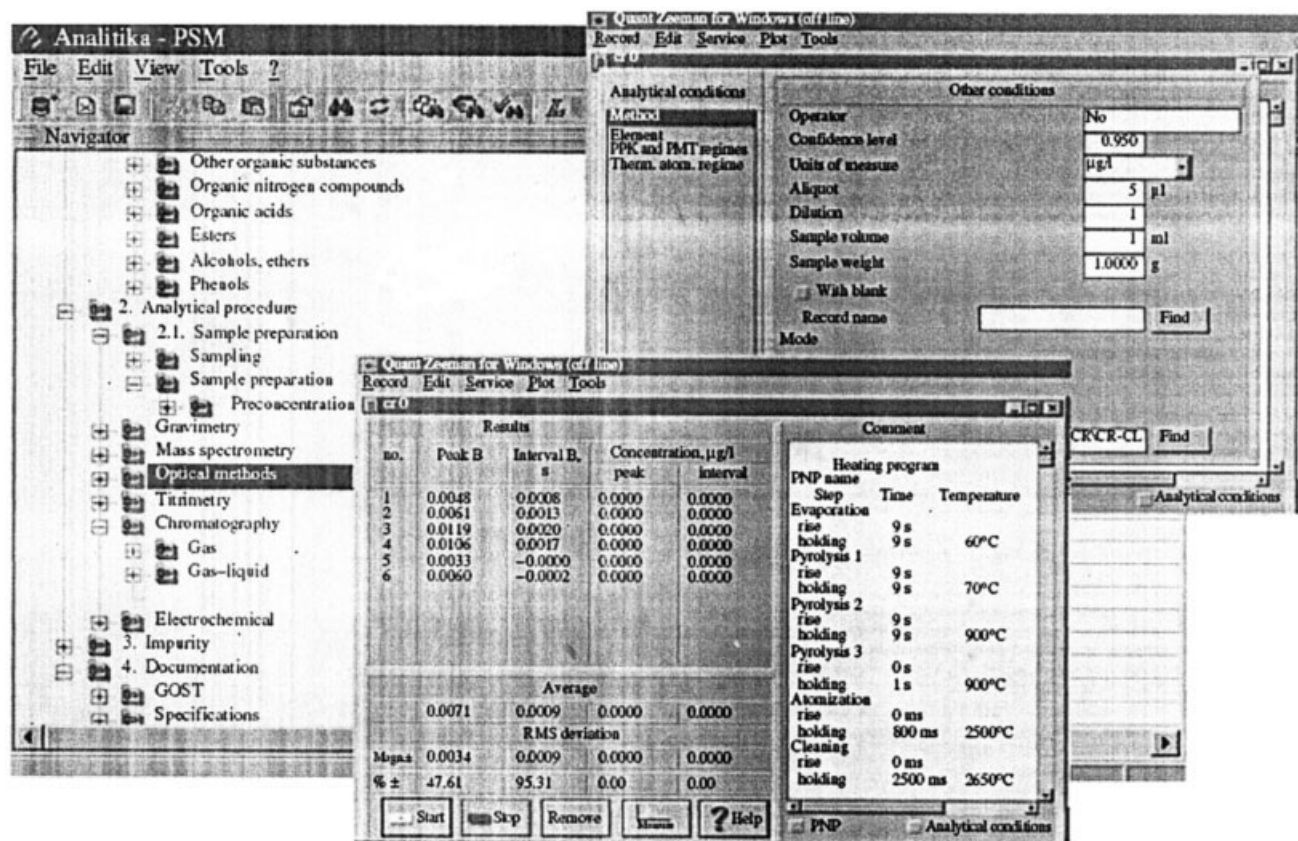 Analitika - PSM
File Edit View Tools ?
Navigator
Other organic substances
Organic nitrogen compounds
Organic acids
Esters
Alcohols, ethers
Phenols
2. Analytical procedure
2.1. Sample preparation
Sampling
Sample preparation
Preconcentration
Gravimetry
Mass spectrometry
Optical methods
Titrimetry
Chromatography
Gas
Gas–liquid
Electrochemical
3. Impurity
4. Documentation
GOST
Specifications
Quant Zeeman for Windows (off line)
Record Edit Service Plot Tools
cr 0
Analytical conditions
Method
Element
PPK and PMT regimes
Therm. atom. regime
Other conditions
Operator No
Confidence level 0.950
Units of measure µg/l
Aliquot 5 µl
Dilution 1
Sample volume 1 ml
Sample weight 1.0000 g
With blank
Record name Find
Mode
CR\CR-CL Find
Analytical conditions
Quant Zeeman for Windows (off line)
Record Edit Service Plot Tools
cr 0
Results
no. Peak B Interval B, s Concentration, µg/l
peak interval
1 0.0048 0.0008 0.0000 0.0000
2 0.0061 0.0013 0.0000 0.0000
3 0.0119 0.0020 0.0000 0.0000
4 0.0106 0.0017 0.0000 0.0000
5 0.0033 −0.0000 0.0000 0.0000
6 0.0060 −0.0002 0.0000 0.0000
Average
0.0071 0.0009 0.0000 0.0000
RMS deviation
Magn.± 0.0034 0.0009 0.0000 0.0000
% ± 47.61 95.31 0.00 0.00
Start Stop Remove ? Help
Comment
Heating program
PNP name
Step Time Temperature
Evaporation
rise 9 s
holding 9 s 60°C
Pyrolysis 1
rise 9 s
holding 9 s 70°C
Pyrolysis 2
rise 9 s
holding 9 s 900°C
Pyrolysis 3
rise 0 s
holding 1 s 900°C
Atomization
rise 0 ms
holding 800 ms 2500°C
Cleaning
rise 0 ms
holding 2500 ms 2650°C
PNP Analytical conditions